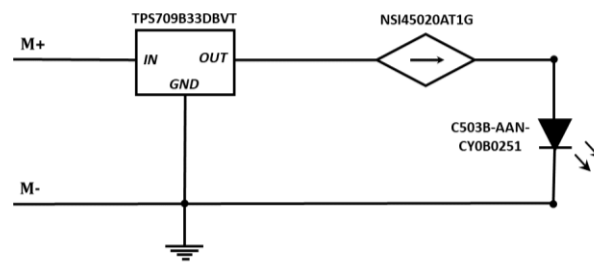 TPS709B33DBVT
NSI45020AT1G
M+
IN
OUT
GND
C503B-AAN-
CY0B0251
M-